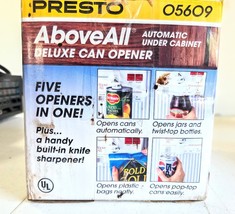 PRESTO 05609
AboveAll™ AUTOMATIC
UNDER CABINET
DELUXE CAN OPENER
FIVE
OPENERS
IN ONE!
Plus...
a handy
built-in knife
sharpener!
UL
Opens cans
automatically.
Opens jars and
twist-top bottles.
Opens plastic
bags neatly.
Opens pop-top
cans easily.